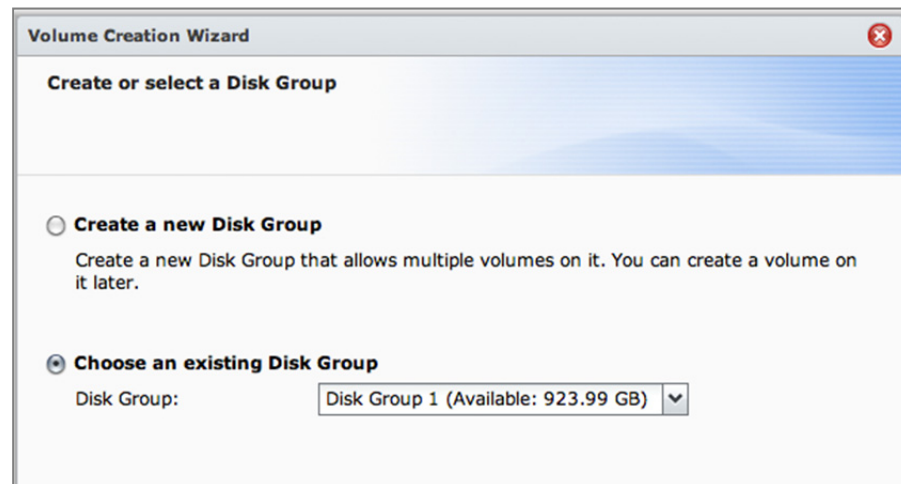 Volume Creation Wizard
Create or select a Disk Group
Create a new Disk Group
Create a new Disk Group that allows multiple volumes on it. You can create a volume on
it later.
Choose an existing Disk Group
Disk Group: Disk Group 1 (Available: 923.99 GB)